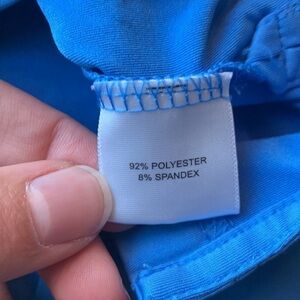 92% POLYESTER
8% SPANDEX